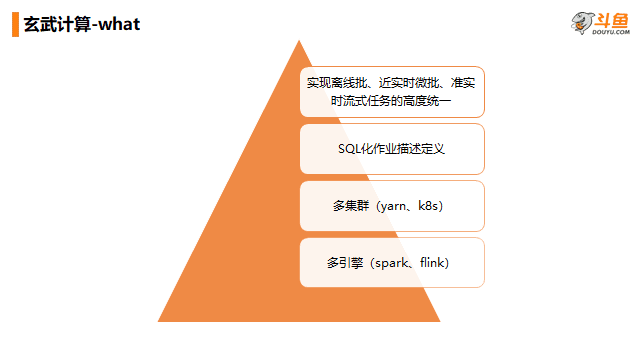 玄武计算-what
斗鱼
DOUYU.COM
实现离线批、近实时微批、准实
时流式任务的高度统一
SQL化作业描述定义
多集群（yarn、k8s）
多引擎（spark、flink）